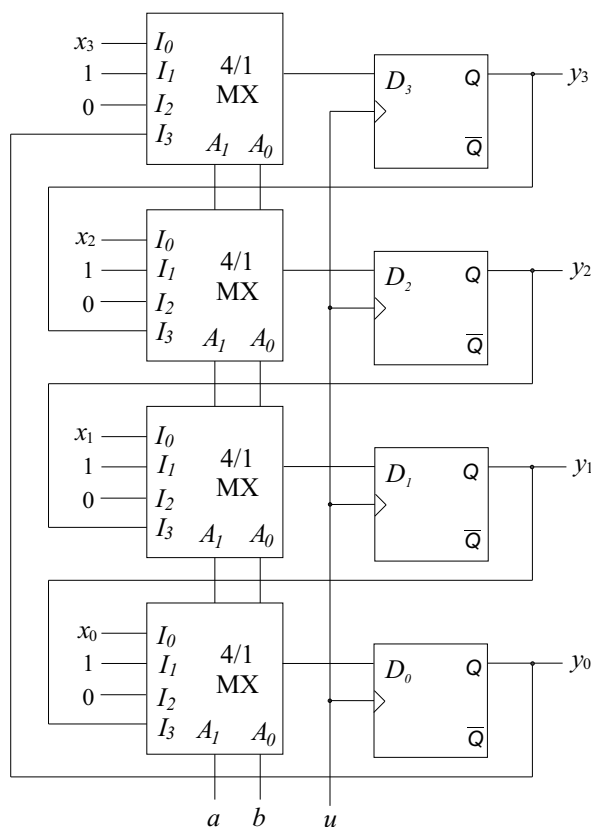 x₃ I₀
1 I₁ 4/1
0 I₂ MX
I₃ A₁ A₀
D₃ Q y₃
Q̅
x₂ I₀
1 I₁ 4/1
0 I₂ MX
I₃ A₁ A₀
D₂ Q y₂
Q̅
x₁ I₀
1 I₁ 4/1
0 I₂ MX
I₃ A₁ A₀
D₁ Q y₁
Q̅
x₀ I₀
1 I₁ 4/1
0 I₂ MX
I₃ A₁ A₀
D₀ Q y₀
Q̅
a b u